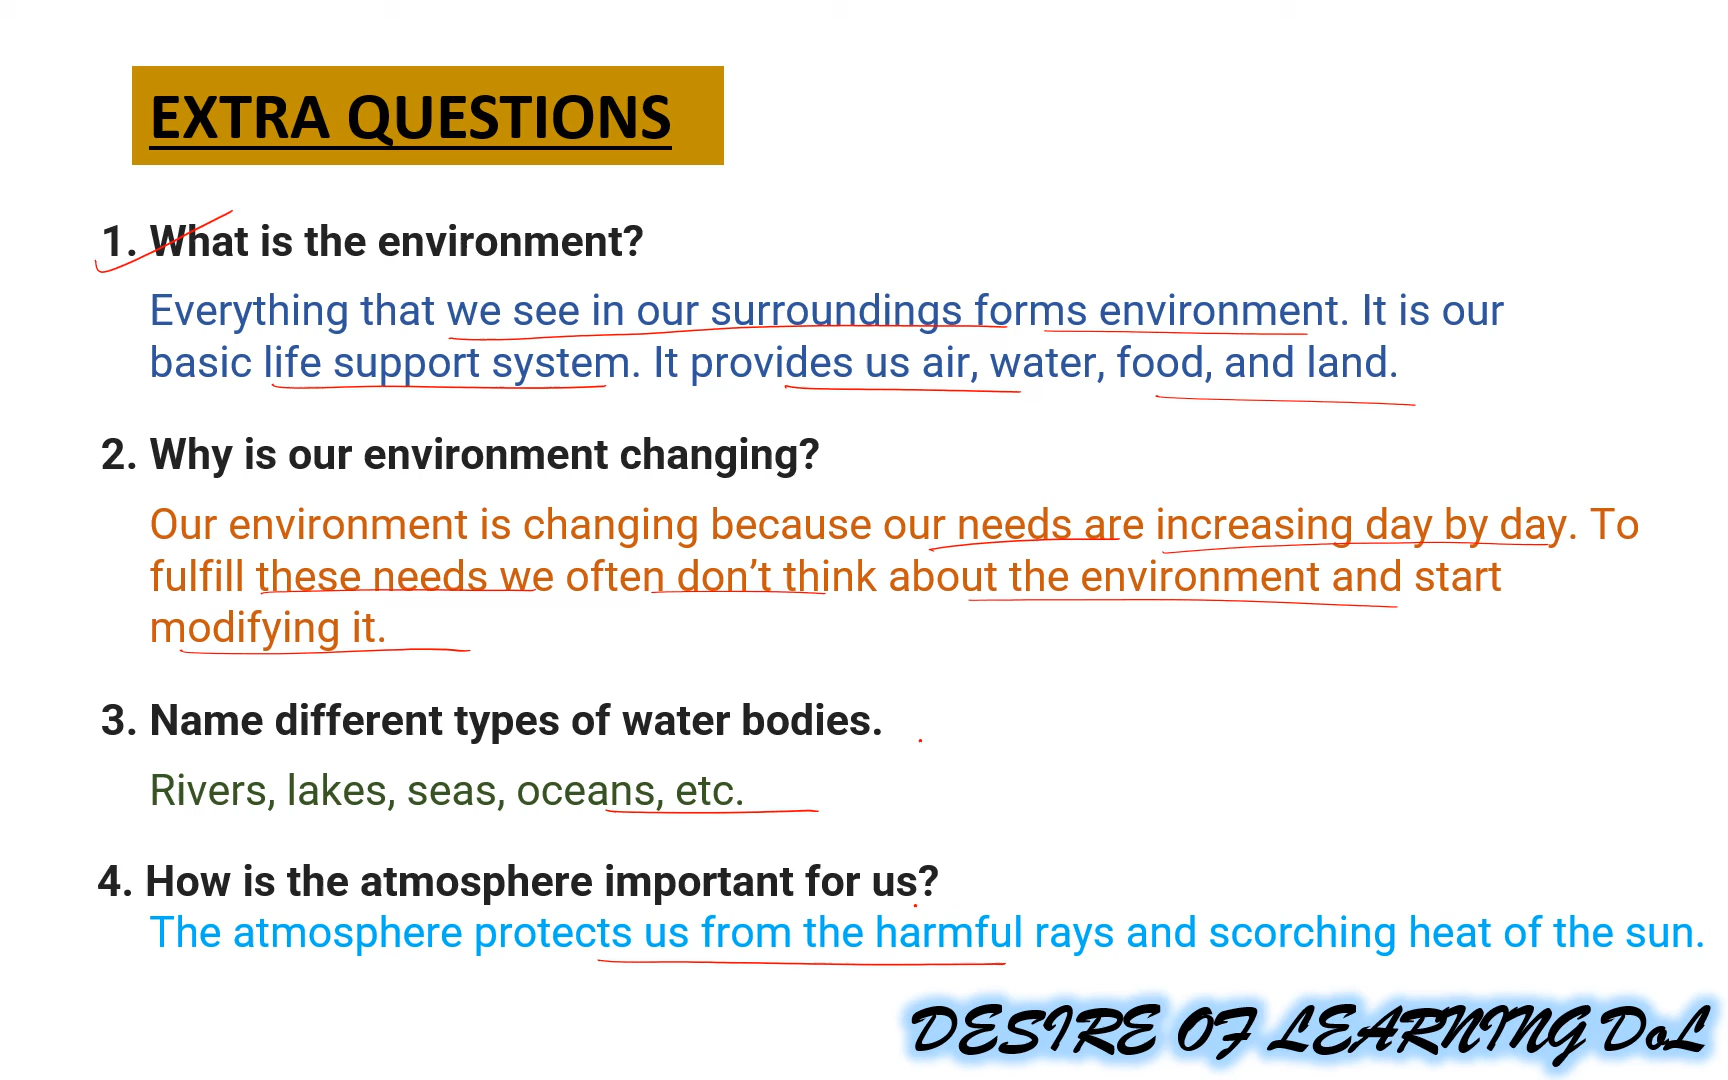 EXTRA QUESTIONS
1. What is the environment?
Everything that we see in our surroundings forms environment. It is our
basic life support system. It provides us air, water, food, and land.
2. Why is our environment changing?
Our environment is changing because our needs are increasing day by day. To
fulfill these needs we often don’t think about the environment and start
modifying it.
3. Name different types of water bodies.
Rivers, lakes, seas, oceans, etc.
4. How is the atmosphere important for us?
The atmosphere protects us from the harmful rays and scorching heat of the sun.
DESIRE OF LEARNING DoL